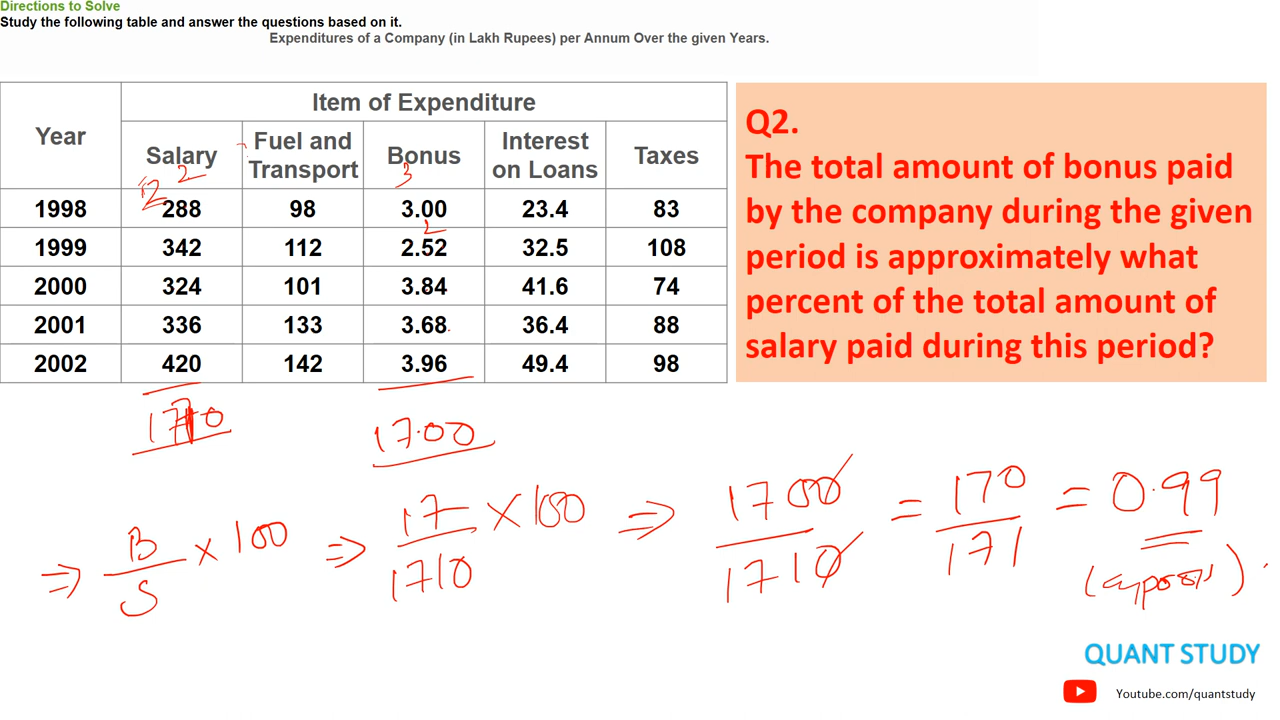 Directions to Solve
Study the following table and answer the questions based on it.
Expenditures of a Company (in Lakh Rupees) per Annum Over the given Years.
Year Item of Expenditure
Salary Fuel and Transport Bonus Interest on Loans Taxes
2 2 3
1998 288 98 3.00 23.4 83
2
1999 342 112 2.52 32.5 108
2000 324 101 3.84 41.6 74
2001 336 133 3.68 36.4 88
2002 420 142 3.96 49.4 98
1710 17.00
Q2.
The total amount of bonus paid
by the company during the given
period is approximately what
percent of the total amount of
salary paid during this period?
⇒ B/S × 100 ⇒ 17/1710 × 100 ⇒ 1700/1710 = 170/171 = 0.99
QUANT STUDY
Youtube.com/quantstudy